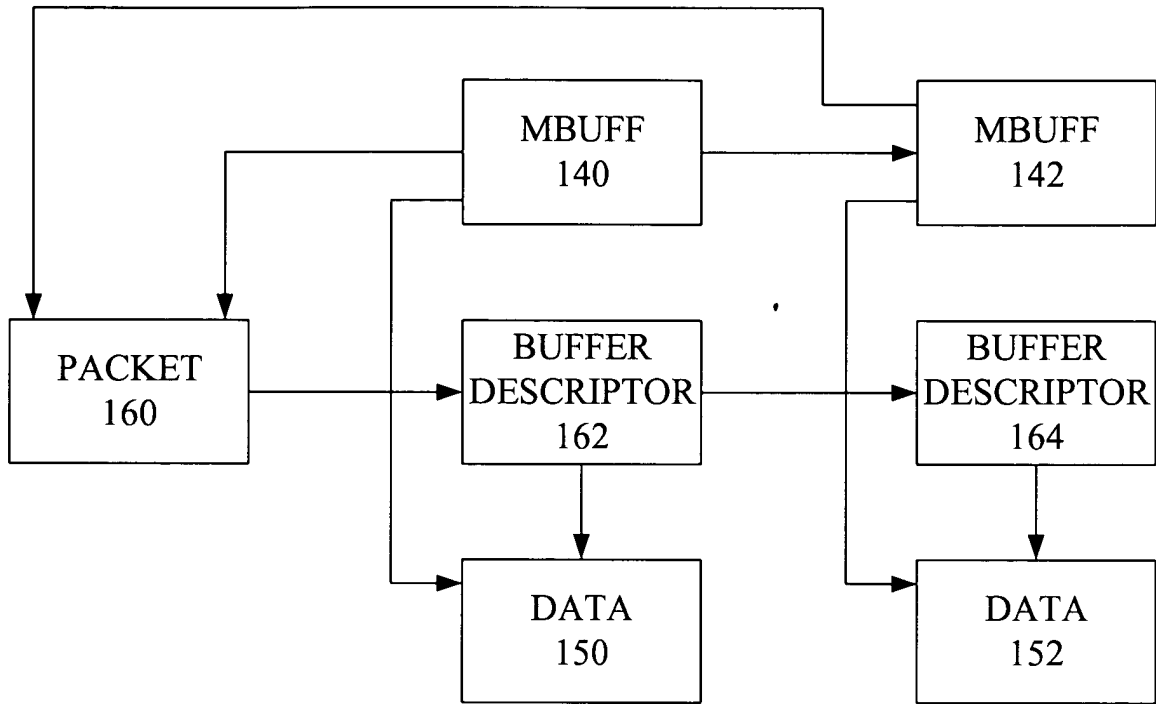 MBUFF
140
MBUFF
142
PACKET
160
BUFFER
DESCRIPTOR
162
BUFFER
DESCRIPTOR
164
DATA
150
DATA
152